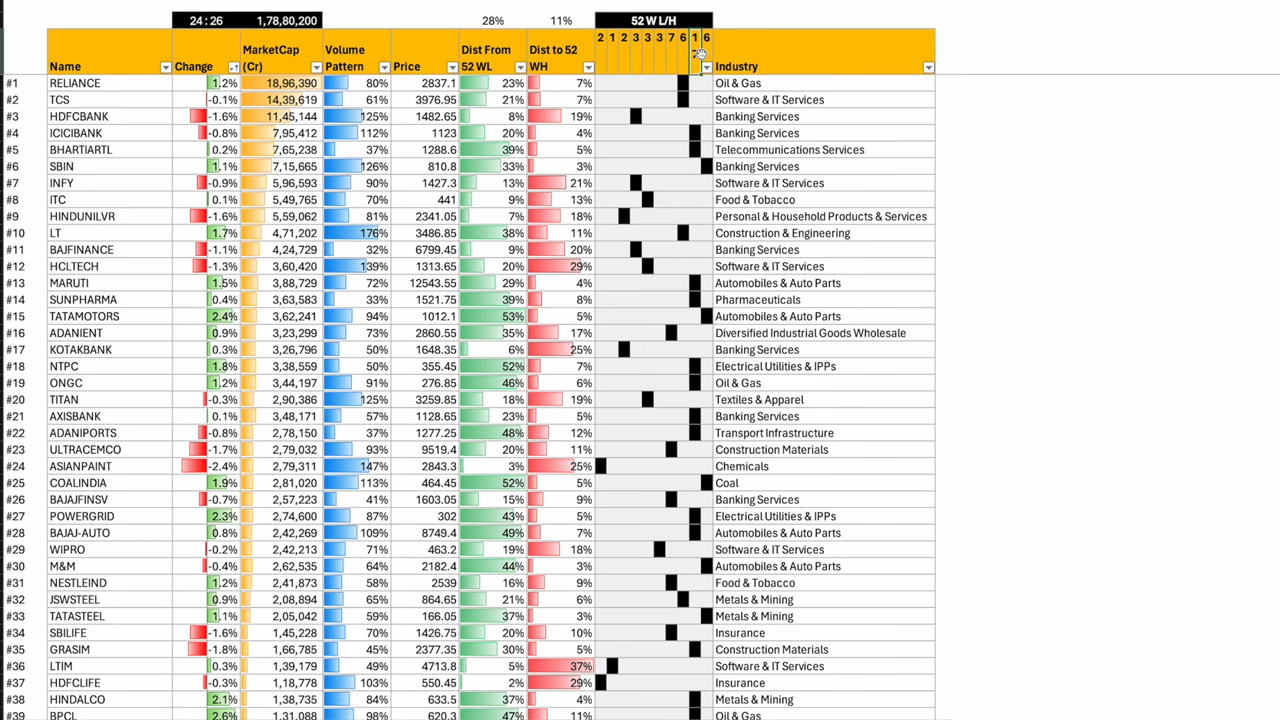 24 : 26 1,78,80,200 28% 11% 52 W L/H
2 1 2 3 3 3 7 6 1 6
Name Change MarketCap (Cr) Volume Pattern Price Dist From 52 WL Dist to 52 WH Industry
#1 RELIANCE 1.2% 18,96,390 80% 2837.1 23% 7% Oil & Gas
#2 TCS -0.1% 14,39,619 61% 3976.95 21% 7% Software & IT Services
#3 HDFCBANK -1.6% 11,45,144 125% 1482.65 8% 19% Banking Services
#4 ICICIBANK -0.8% 7,95,412 112% 1123 20% 4% Banking Services
#5 BHARTIARTL 0.2% 7,65,238 37% 1288.6 39% 5% Telecommunications Services
#6 SBIN 1.1% 7,15,665 126% 810.8 33% 3% Banking Services
#7 INFY -0.9% 5,96,593 90% 1427.3 13% 21% Software & IT Services
#8 ITC 0.1% 5,49,765 70% 441 9% 13% Food & Tobacco
#9 HINDUNILVR -1.6% 5,59,062 81% 2341.05 7% 18% Personal & Household Products & Services
#10 LT 1.7% 4,71,202 176% 3486.85 38% 11% Construction & Engineering
#11 BAJFINANCE -1.1% 4,24,729 32% 6799.45 9% 20% Banking Services
#12 HCLTECH -1.3% 3,60,420 139% 1313.65 20% 29% Software & IT Services
#13 MARUTI 1.5% 3,88,729 72% 12543.55 29% 4% Automobiles & Auto Parts
#14 SUNPHARMA 0.4% 3,63,583 33% 1521.75 39% 8% Pharmaceuticals
#15 TATAMOTORS 2.4% 3,62,241 94% 1012.1 53% 6% Automobiles & Auto Parts
#16 ADANIENT 0.9% 3,23,299 73% 2860.55 35% 17% Diversified Industrial Goods Wholesale
#17 KOTAKBANK 0.3% 3,26,796 50% 1648.35 6% 25% Banking Services
#18 NTPC 1.8% 3,38,559 50% 355.45 52% 7% Electrical Utilities & IPPs
#19 ONGC 1.2% 3,44,197 91% 276.85 46% 6% Oil & Gas
#20 TITAN -0.3% 2,90,386 125% 3259.85 18% 19% Textiles & Apparel
#21 AXISBANK 0.1% 3,48,171 57% 1128.65 23% 5% Banking Services
#22 ADANIPORTS -0.8% 2,78,150 37% 1277.25 48% 12% Transport Infrastructure
#23 ULTRACEMCO -1.7% 2,79,032 93% 9519.4 20% 11% Construction Materials
#24 ASIANPAINT -2.4% 2,79,311 147% 2843.3 3% 25% Chemicals
#25 COALINDIA 1.9% 2,81,020 113% 464.45 52% 5% Coal
#26 BAJAJFINSV -0.7% 2,57,223 41% 1603.05 15% 9% Banking Services
#27 POWERGRID 2.3% 2,74,600 87% 302 43% 5% Electrical Utilities & IPPs
#28 BAJAJ-AUTO 0.8% 2,42,269 109% 8749.4 49% 7% Automobiles & Auto Parts
#29 WIPRO -0.2% 2,42,213 71% 463.2 19% 18% Software & IT Services
#30 M&M -0.4% 2,62,535 64% 2182.4 44% 3% Automobiles & Auto Parts
#31 NESTLEIND 1.2% 2,41,873 58% 2539 16% 9% Food & Tobacco
#32 JSWSTEEL 0.9% 2,08,894 65% 864.65 21% 6% Metals & Mining
#33 TATASTEEL 1.1% 2,05,042 59% 166.05 37% 3% Metals & Mining
#34 SBILIFE -1.6% 1,45,228 70% 1426.75 20% 10% Insurance
#35 GRASIM -1.8% 1,66,785 45% 2377.35 30% 5% Construction Materials
#36 LTIM 0.3% 1,39,179 49% 4713.8 5% 37% Software & IT Services
#37 HDFCLIFE -0.3% 1,18,778 103% 550.45 2% 29% Insurance
#38 HINDALCO 2.1% 1,38,735 84% 633.5 37% 4% Metals & Mining
#39 BPCL 2.6% 1,31,088 98% 620.3 47% 11% Oil & Gas